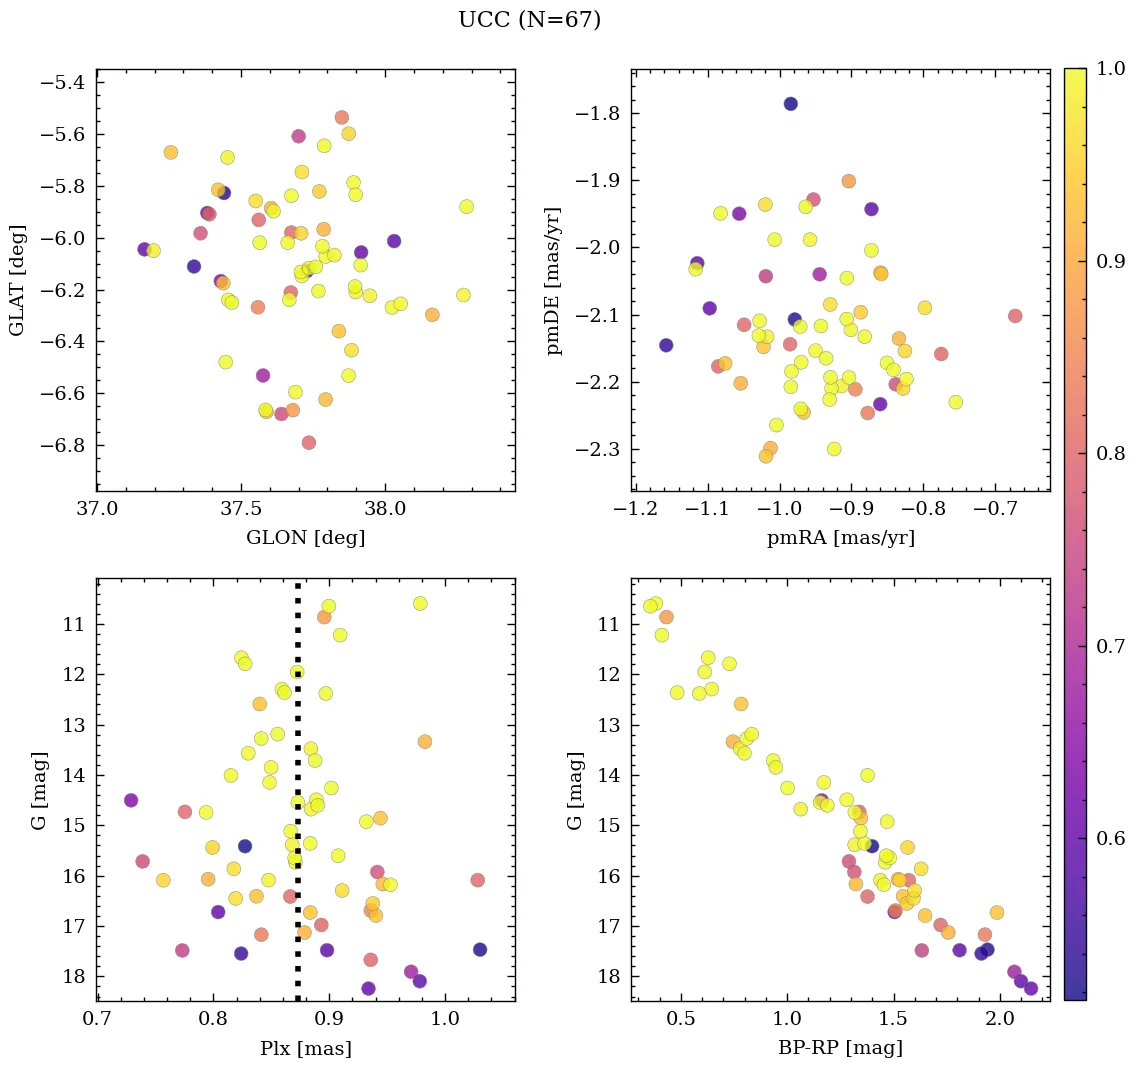 UCC (N=67)
−5.4
−5.6
−5.8
−6.0
−6.2
−6.4
−6.6
−6.8
GLAT [deg]
37.0 37.5 38.0
GLON [deg]
−1.8
−1.9
−2.0
−2.1
−2.2
−2.3
pmDE [mas/yr]
−1.2 −1.1 −1.0 −0.9 −0.8 −0.7
pmRA [mas/yr]
1.0
0.9
0.8
0.7
0.6
11
12
13
14
15
16
17
18
G [mag]
0.7 0.8 0.9 1.0
Plx [mas]
11
12
13
14
15
16
17
18
G [mag]
0.5 1.0 1.5 2.0
BP-RP [mag]